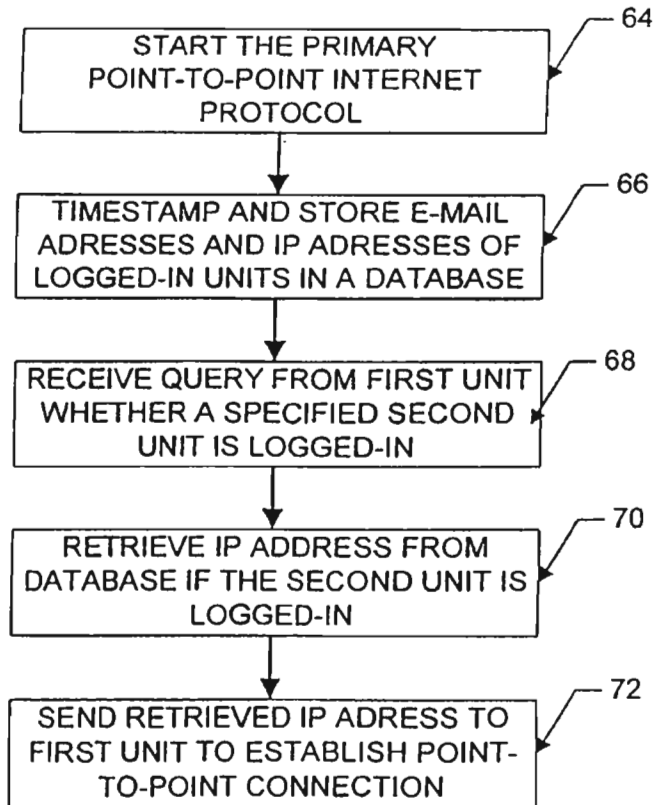 64
START THE PRIMARY
POINT-TO-POINT INTERNET
PROTOCOL
66
TIMESTAMP AND STORE E-MAIL
ADRESSES AND IP ADRESSES OF
LOGGED-IN UNITS IN A DATABASE
68
RECEIVE QUERY FROM FIRST UNIT
WHETHER A SPECIFIED SECOND
UNIT IS LOGGED-IN
70
RETRIEVE IP ADDRESS FROM
DATABASE IF THE SECOND UNIT IS
LOGGED-IN
72
SEND RETRIEVED IP ADRESS TO
FIRST UNIT TO ESTABLISH POINT-
TO-POINT CONNECTION